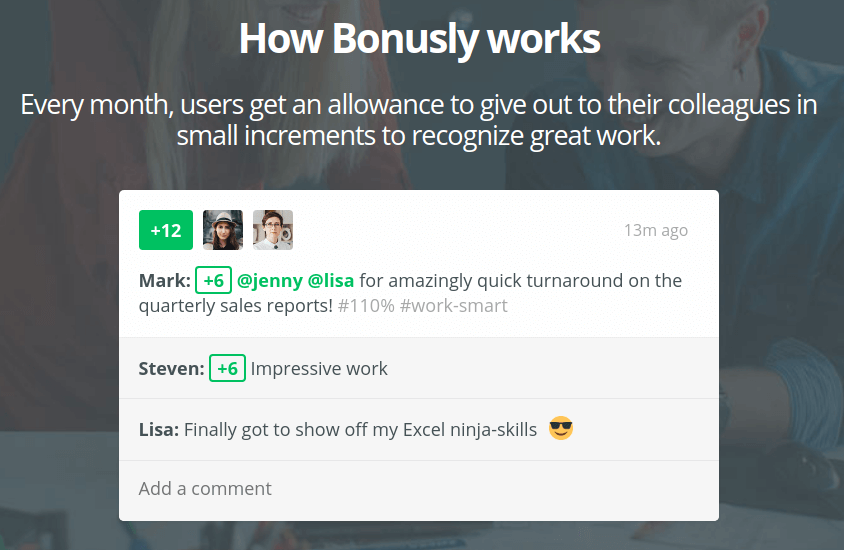 How Bonusly works
Every month, users get an allowance to give out to their colleagues in
small increments to recognize great work.
+12 13m ago
Mark: +6 @jenny @lisa for amazingly quick turnaround on the
quarterly sales reports! #110% #work-smart
Steven: +6 Impressive work
Lisa: Finally got to show off my Excel ninja-skills 😎
Add a comment